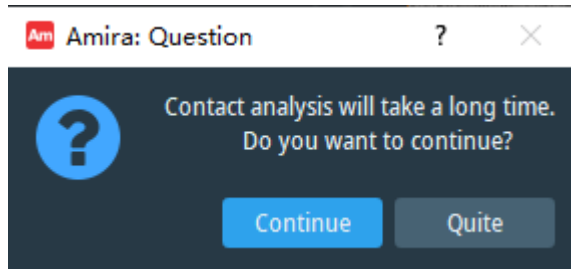 Am Amira: Question ?
Contact analysis will take a long time.
Do you want to continue?
Continue Quite